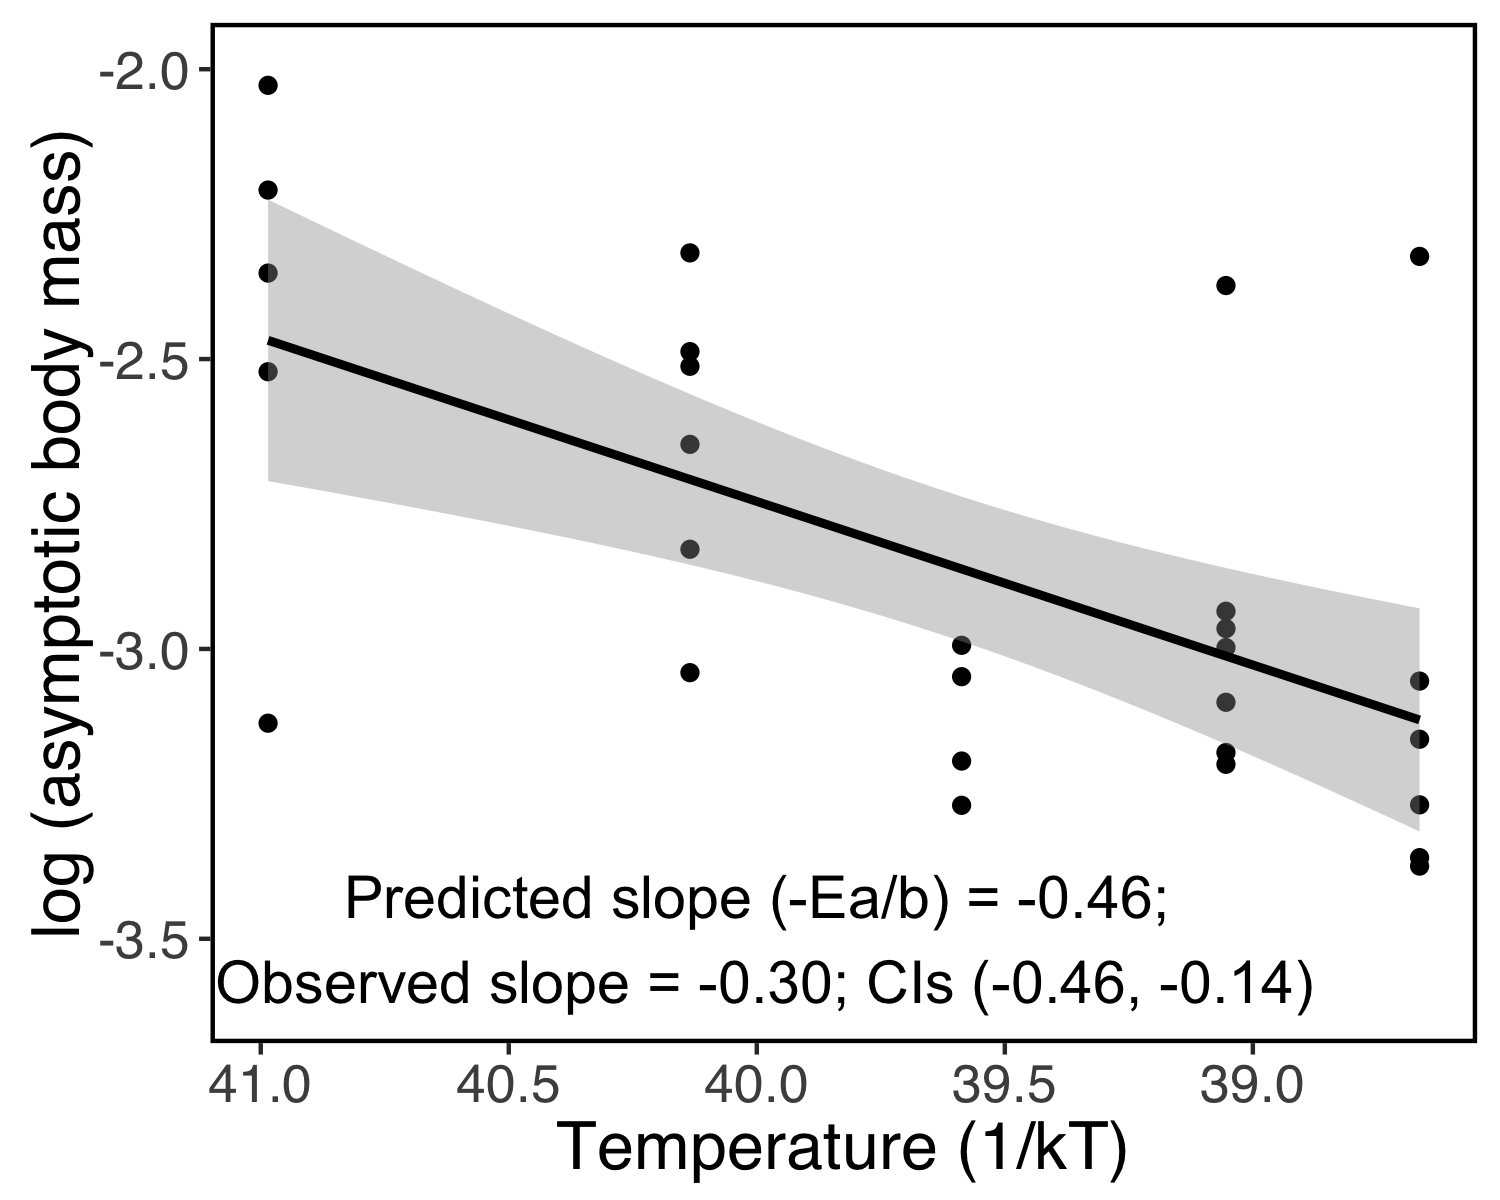 log (asymptotic body mass)
-2.0
-2.5
-3.0
-3.5
Predicted slope (-Ea/b) = -0.46;
Observed slope = -0.30; CIs (-0.46, -0.14)
41.0 40.5 40.0 39.5 39.0
Temperature (1/kT)